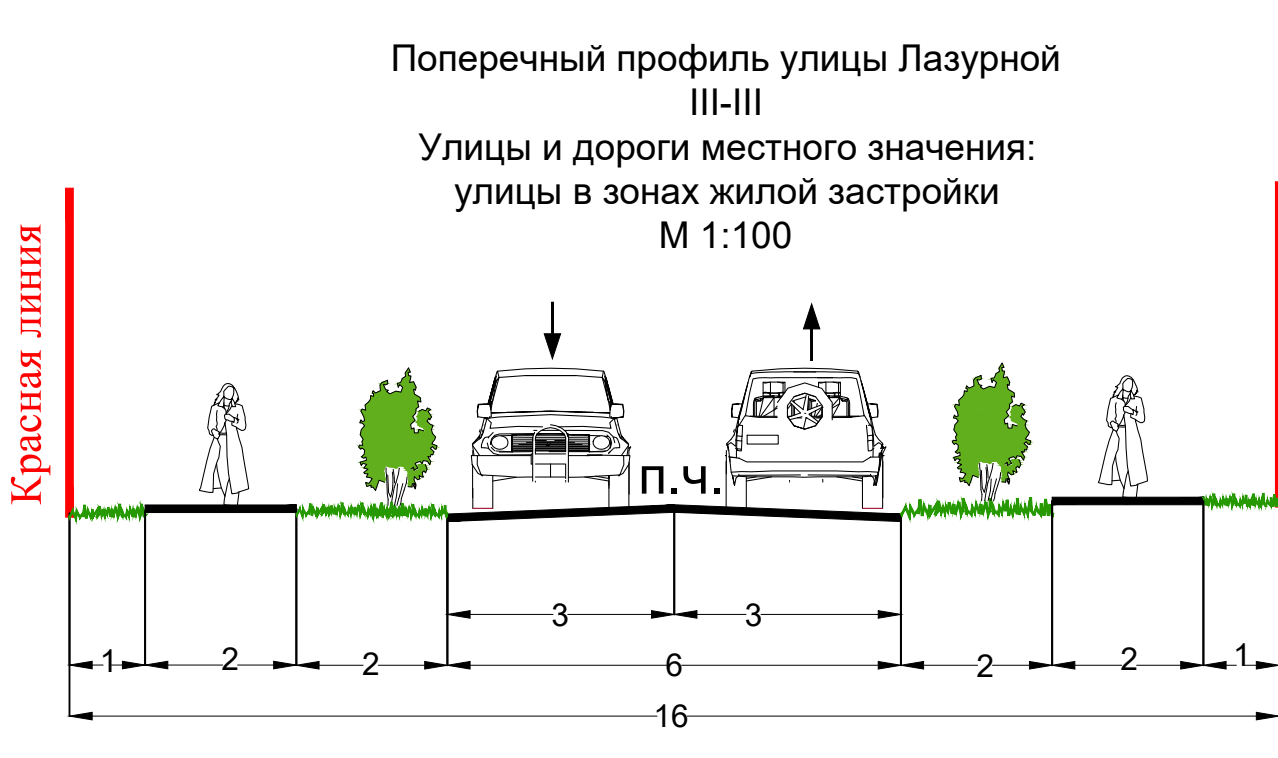 Поперечный профиль улицы Лазурной
III-III
Улицы и дороги местного значения:
улицы в зонах жилой застройки
М 1:100
Красная линия
п.ч.
3 3
1 2 2 6 2 2 1
16